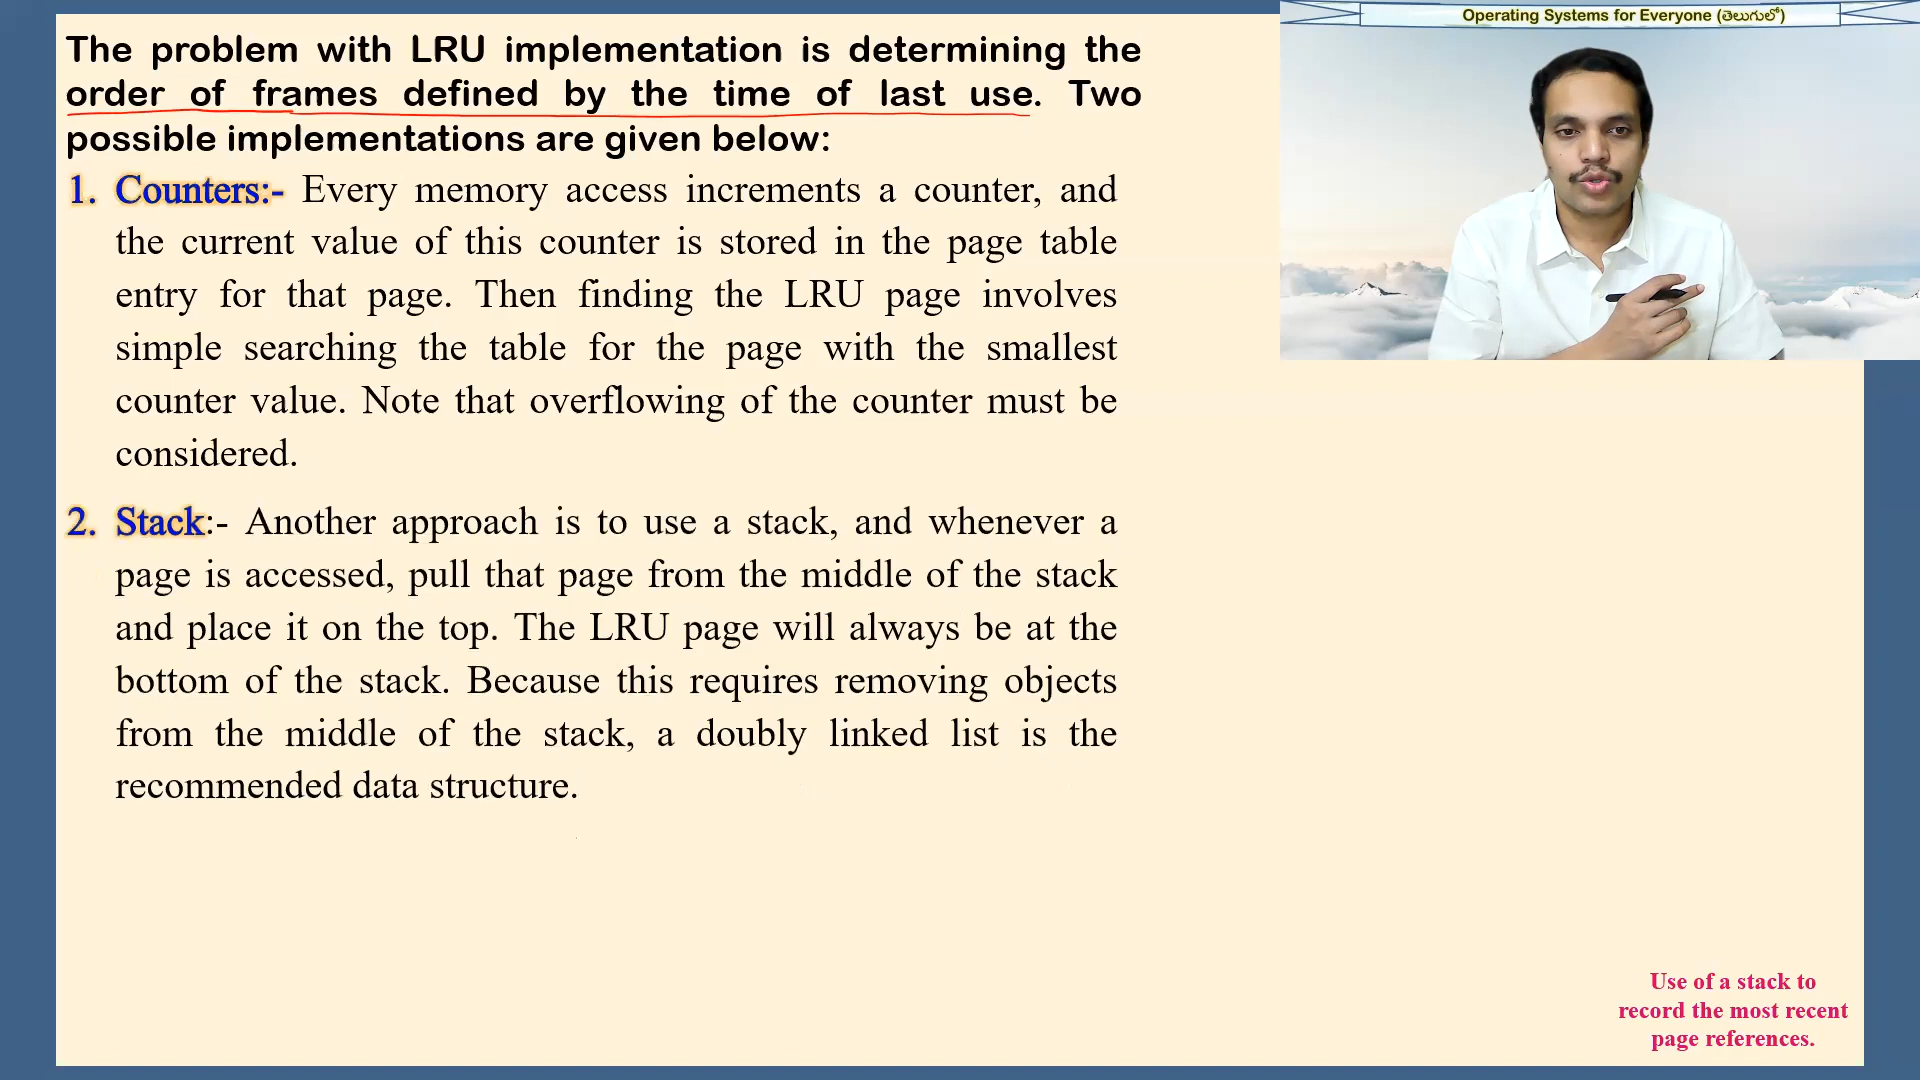 Operating Systems for Everyone (తెలుగులో)
The problem with LRU implementation is determining the
order of frames defined by the time of last use. Two
possible implementations are given below:
1. Counters:- Every memory access increments a counter, and
the current value of this counter is stored in the page table
entry for that page. Then finding the LRU page involves
simple searching the table for the page with the smallest
counter value. Note that overflowing of the counter must be
considered.
2. Stack:- Another approach is to use a stack, and whenever a
page is accessed, pull that page from the middle of the stack
and place it on the top. The LRU page will always be at the
bottom of the stack. Because this requires removing objects
from the middle of the stack, a doubly linked list is the
recommended data structure.
Use of a stack to
record the most recent
page references.